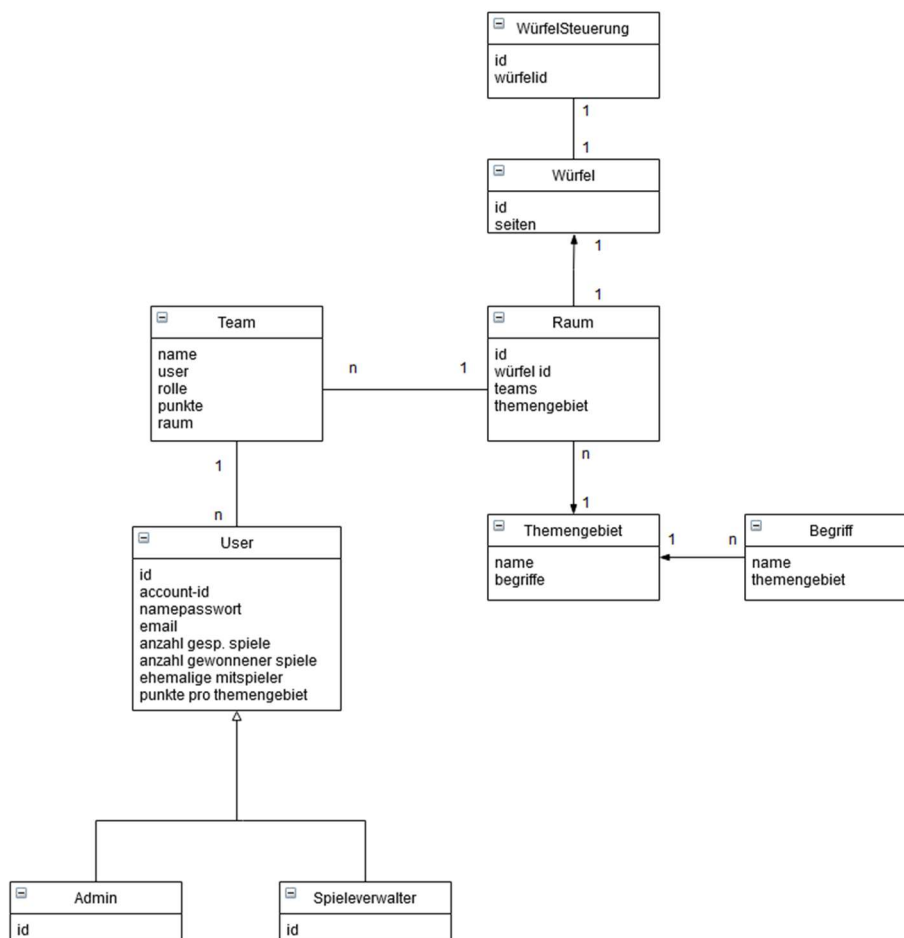 WürfelSteuerung
id
würfelid
1
1
Würfel
id
seiten
1
1
Team
name
user
rolle
punkte
raum
n
1
Raum
id
würfel id
teams
themengebiet
1
n
n
1
User
id
account-id
namepasswort
email
anzahl gesp. spiele
anzahl gewonnener spiele
ehemalige mitspieler
punkte pro themengebiet
Themengebiet
name
begriffe
1
n
Begriff
name
themengebiet
Admin
id
Spieleverwalter
id